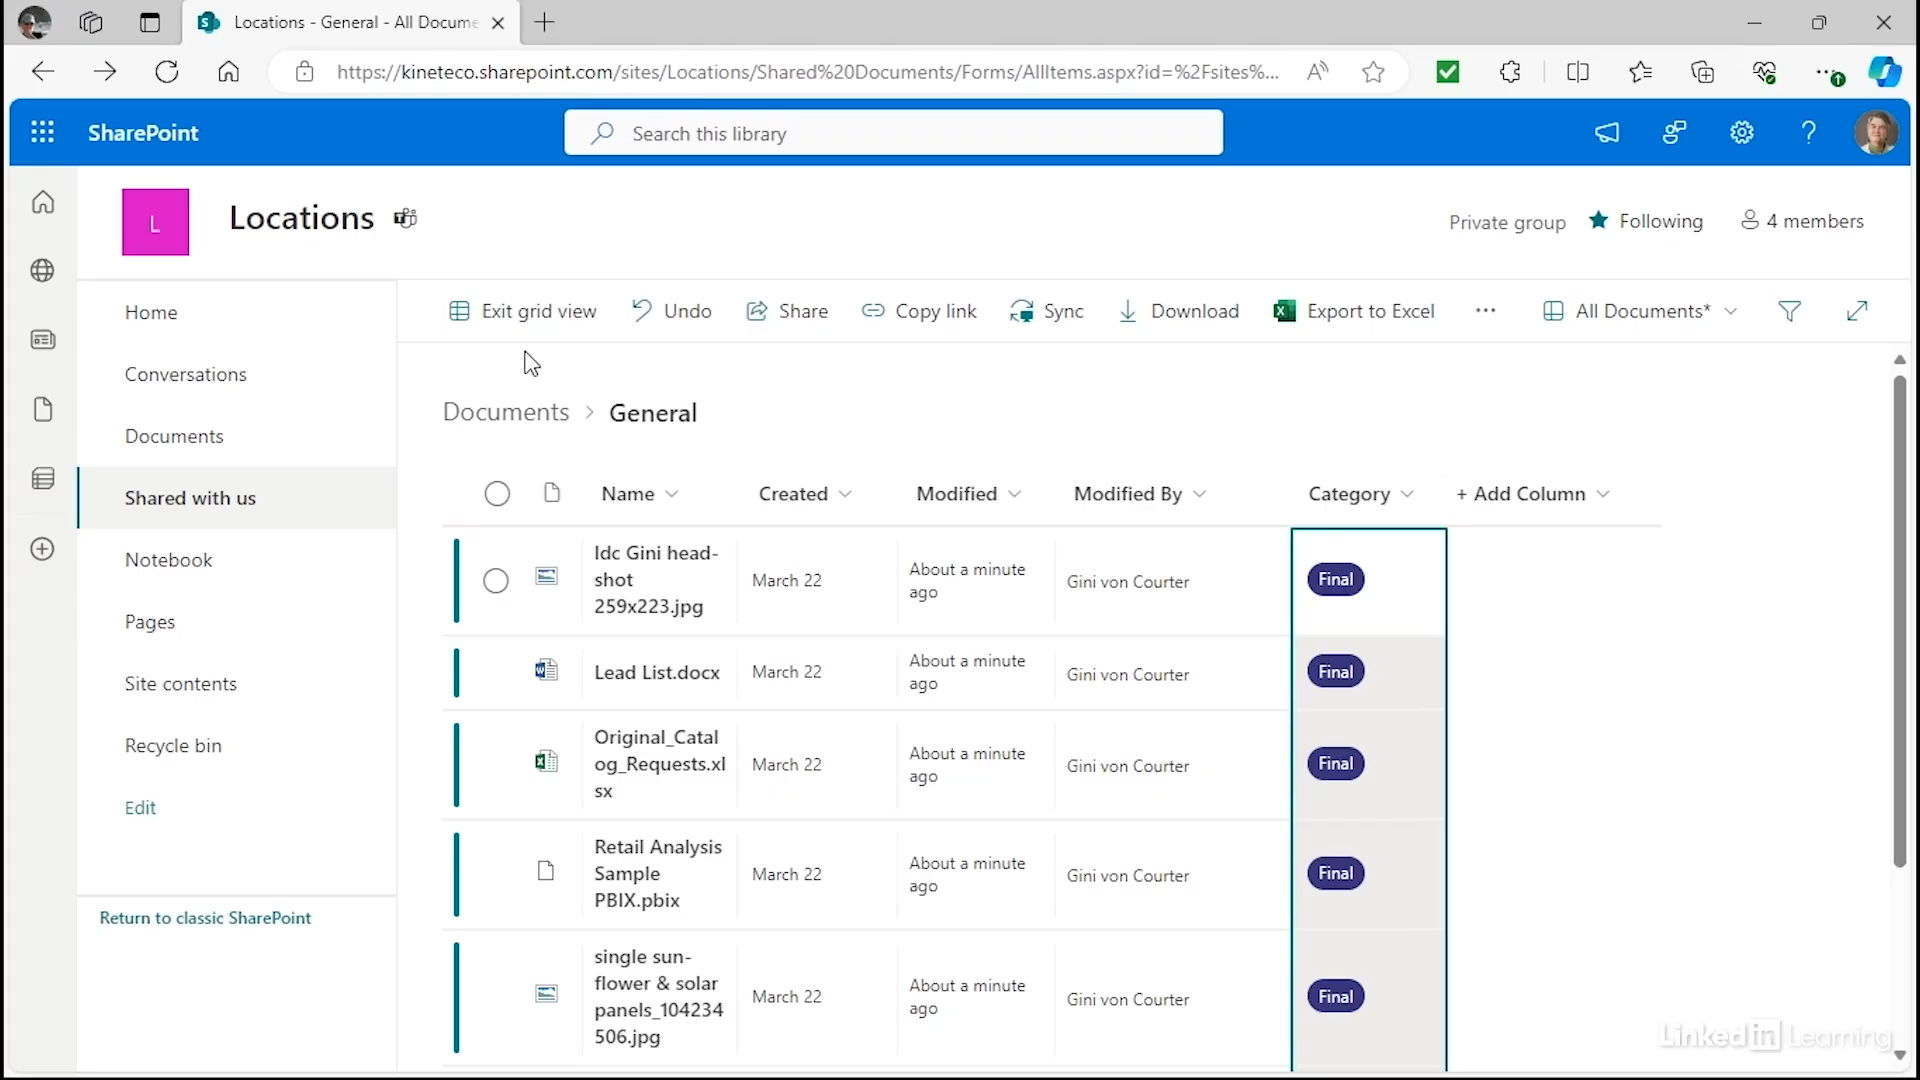 Locations - General - All Docume
https://kineteco.sharepoint.com/sites/Locations/Shared%20Documents/Forms/AllItems.aspx?id=%2Fsites%...
SharePoint
Search this library
L
Locations
Private group
Following
4 members
Home
Conversations
Documents
Shared with us
Notebook
Pages
Site contents
Recycle bin
Edit
Return to classic SharePoint
Exit grid view
Undo
Share
Copy link
Sync
Download
Export to Excel
All Documents*
Documents > General
Name
Created
Modified
Modified By
Category
+ Add Column
ldc Gini head-
shot
259x223.jpg
March 22
About a minute
ago
Gini von Courter
Final
Lead List.docx
March 22
About a minute
ago
Gini von Courter
Final
Original_Catal
og_Requests.xl
sx
March 22
About a minute
ago
Gini von Courter
Final
Retail Analysis
Sample
PBIX.pbix
March 22
About a minute
ago
Gini von Courter
Final
single sun-
flower & solar
panels_104234
506.jpg
March 22
About a minute
ago
Gini von Courter
Final
LinkedIn Learning